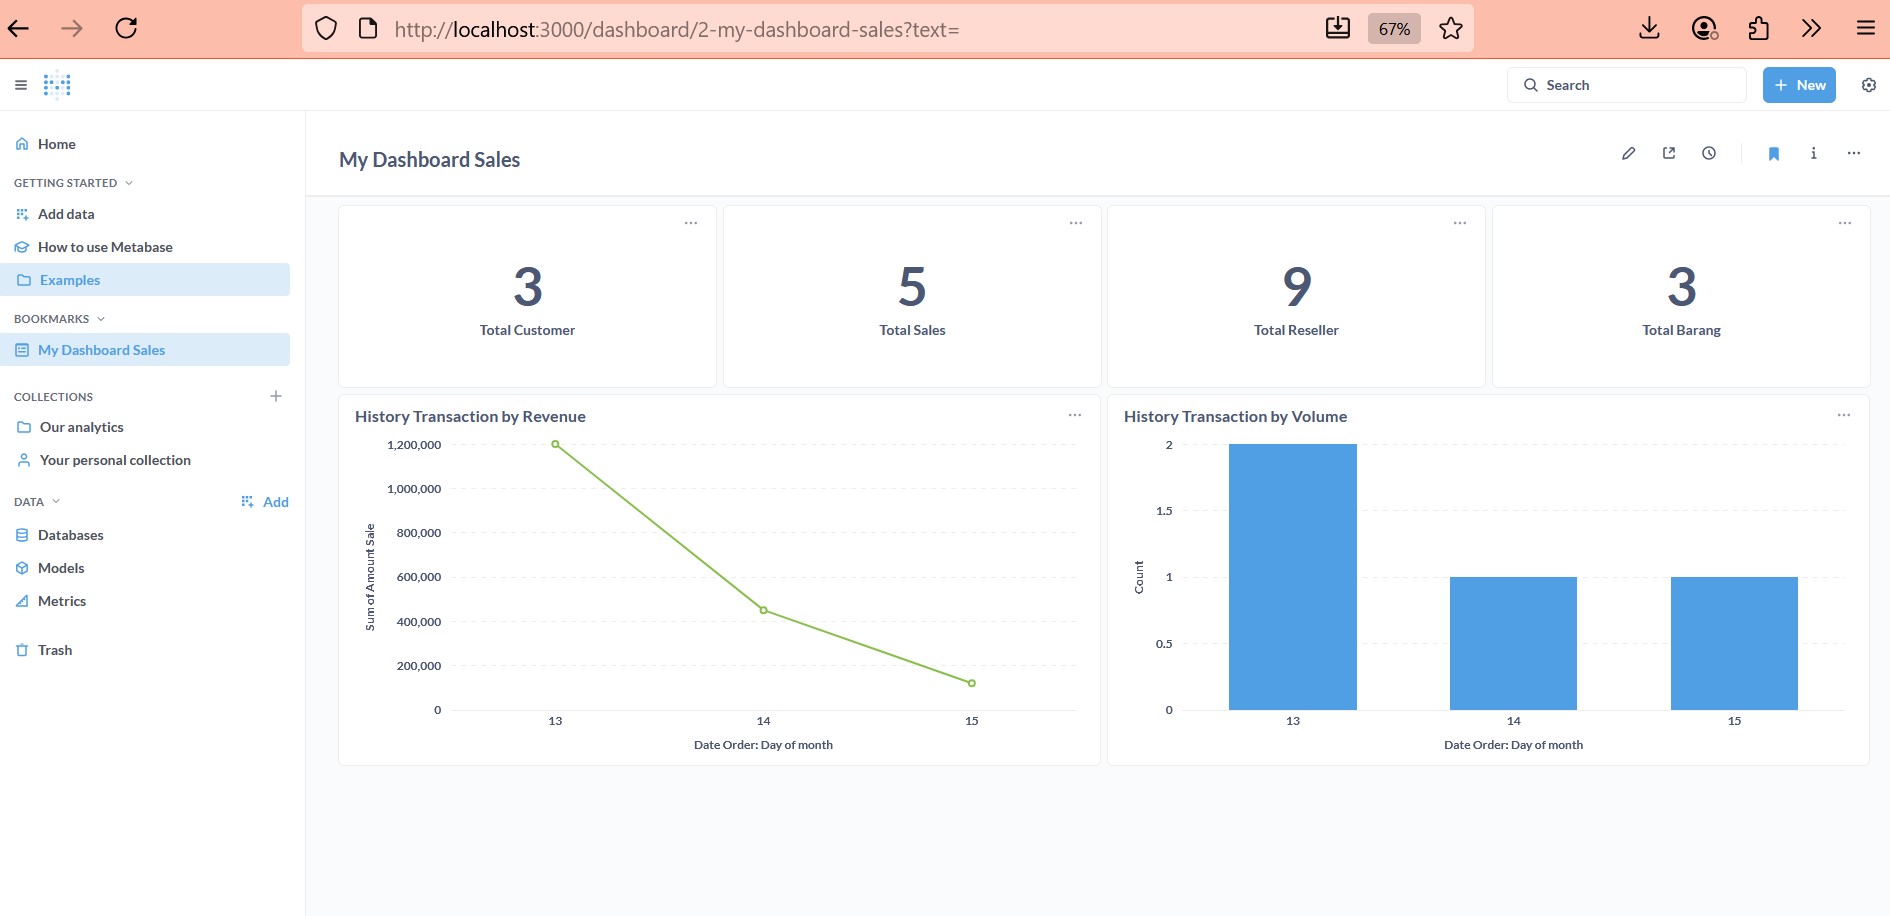 http://localhost:3000/dashboard/2-my-dashboard-sales?text=
67%
Search
+ New
Home
GETTING STARTED
Add data
How to use Metabase
Examples
BOOKMARKS
My Dashboard Sales
COLLECTIONS
Our analytics
Your personal collection
DATA
Add
Databases
Models
Metrics
Trash
My Dashboard Sales
3
Total Customer
5
Total Sales
9
Total Reseller
3
Total Barang
History Transaction by Revenue
1,200,000
1,000,000
800,000
600,000
400,000
200,000
0
Sum of Amount Sale
13 14 15
Date Order: Day of month
History Transaction by Volume
2
1.5
1
0.5
0
Count
13 14 15
Date Order: Day of month